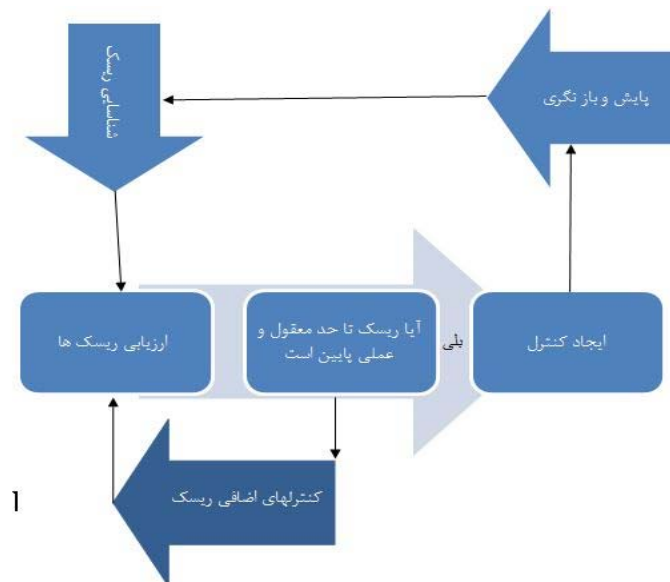 شناسایی ریسک
پایش و باز نگری
ارزیابی ریسک ها
آیا ریسک تا حد معقول و
عملی پایین است
بلی
ایجاد کنترل
کنترلهای اضافی ریسک
1